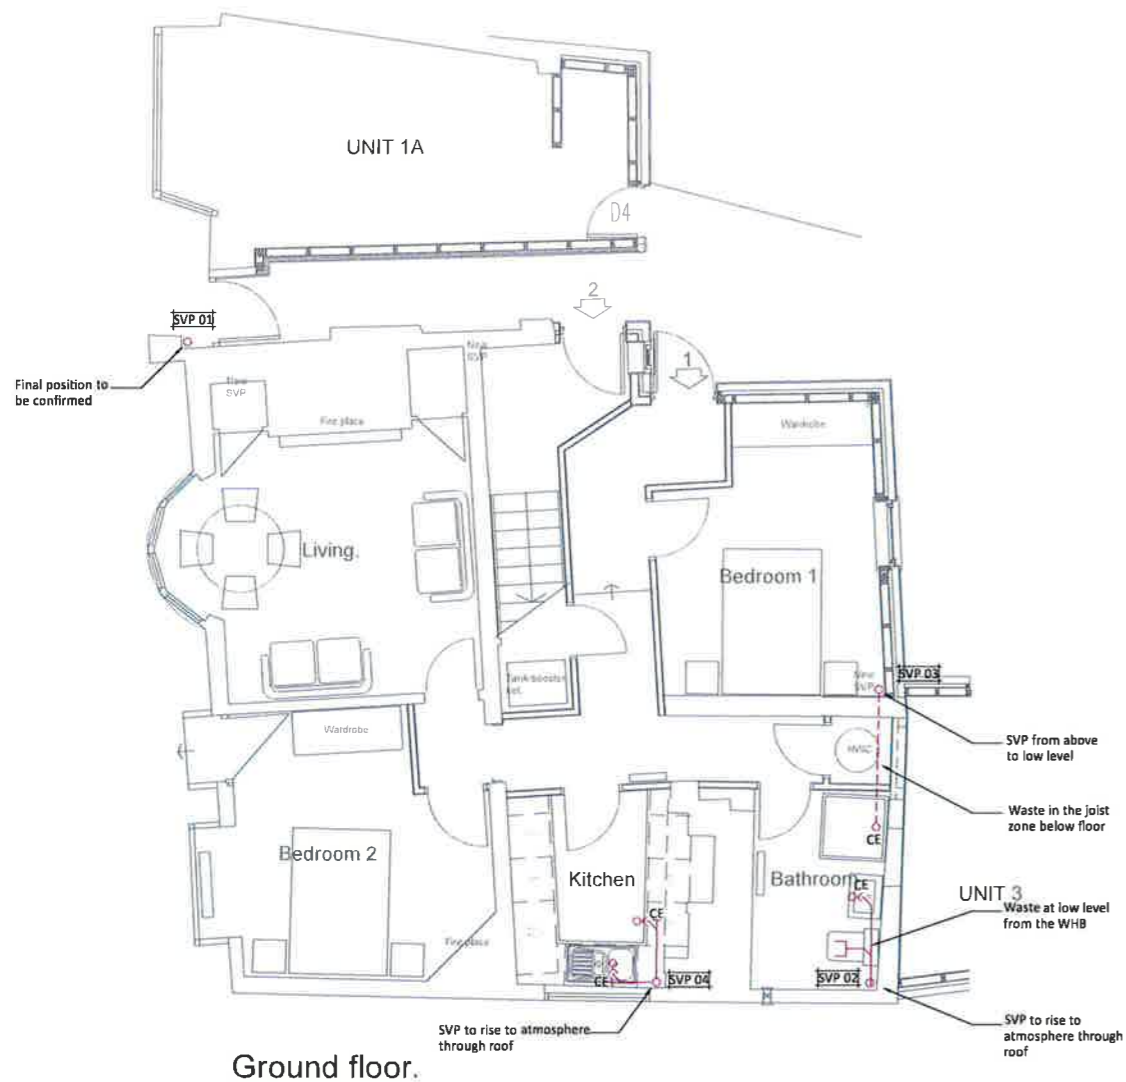 UNIT 1A
D4
2
SVP 01
1
New
SVP
Final position to
be confirmed
New
SVP
Fire place
Wardrobe
Living.
Bedroom 1
Tank-booster
New
SVP
SVP 03
Wardrobe
SVP from above
to low level
Waste in the joist
zone below floor
CE
Bedroom 2
Kitchen
Bathroom
CE
UNIT 3
Waste at low level
from the WHB
CE
Fire place
CE
SVP 04
SVP 02
SVP to rise to atmosphere
through roof
SVP to rise to
atmosphere through
roof
Ground floor.